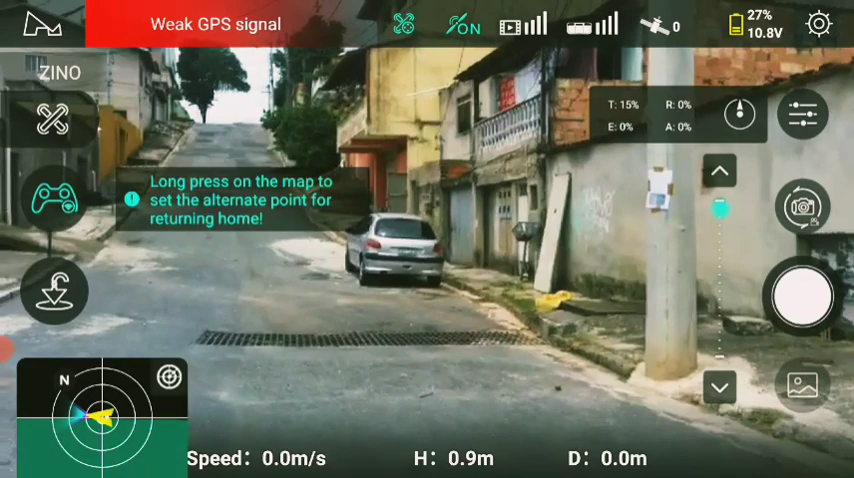 Weak GPS signal
ON
0
27%
10.8V
ZINO
T: 15% R: 0%
E: 0% A: 0%
Long press on the map to
set the alternate point for
returning home!
N
Speed: 0.0m/s H: 0.9m D: 0.0m